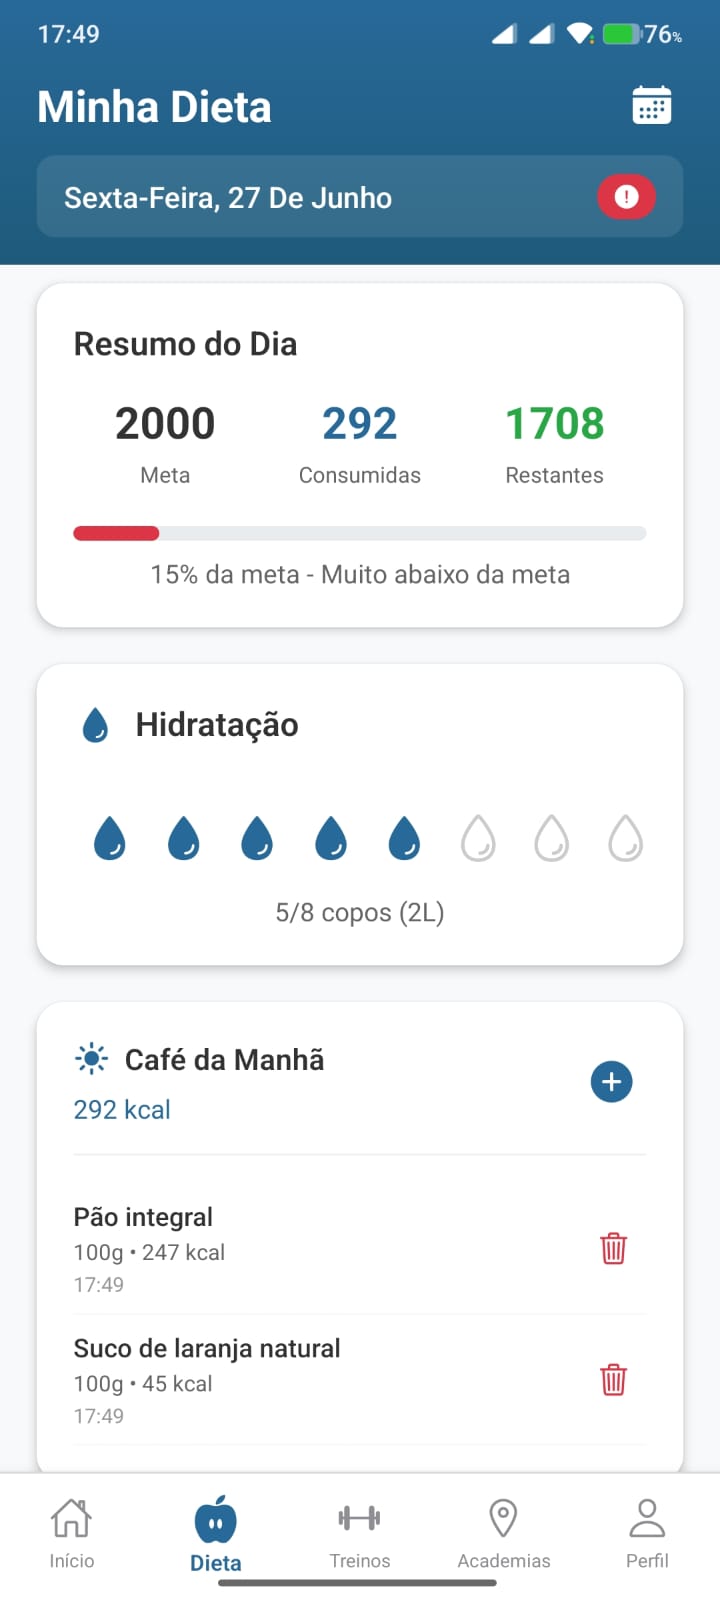 17:49
76%
Minha Dieta
Sexta-Feira, 27 De Junho
Resumo do Dia
2000 292 1708
Meta Consumidas Restantes
15% da meta - Muito abaixo da meta
Hidratação
5/8 copos (2L)
Café da Manhã
292 kcal
Pão integral
100g • 247 kcal
17:49
Suco de laranja natural
100g • 45 kcal
17:49
Início Dieta Treinos Academias Perfil